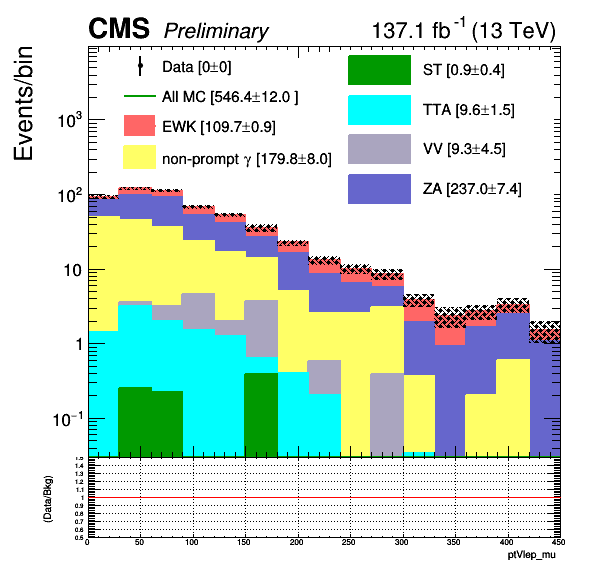 CMS Preliminary 137.1 fb⁻¹ (13 TeV)
Events/bin
Data [0±0]
All MC [546.4±12.0 ]
EWK [109.7±0.9]
non-prompt γ [179.8±8.0]
ST [0.9±0.4]
TTA [9.6±1.5]
VV [9.3±4.5]
ZA [237.0±7.4]
10³
10²
10
1
10⁻¹
(Data/Bkg)
1.5
1.4
1.3
1.2
1.1
1
0.9
0.8
0.7
0.6
0.5
0 50 100 150 200 250 300 350 400 450
ptVlep_mu